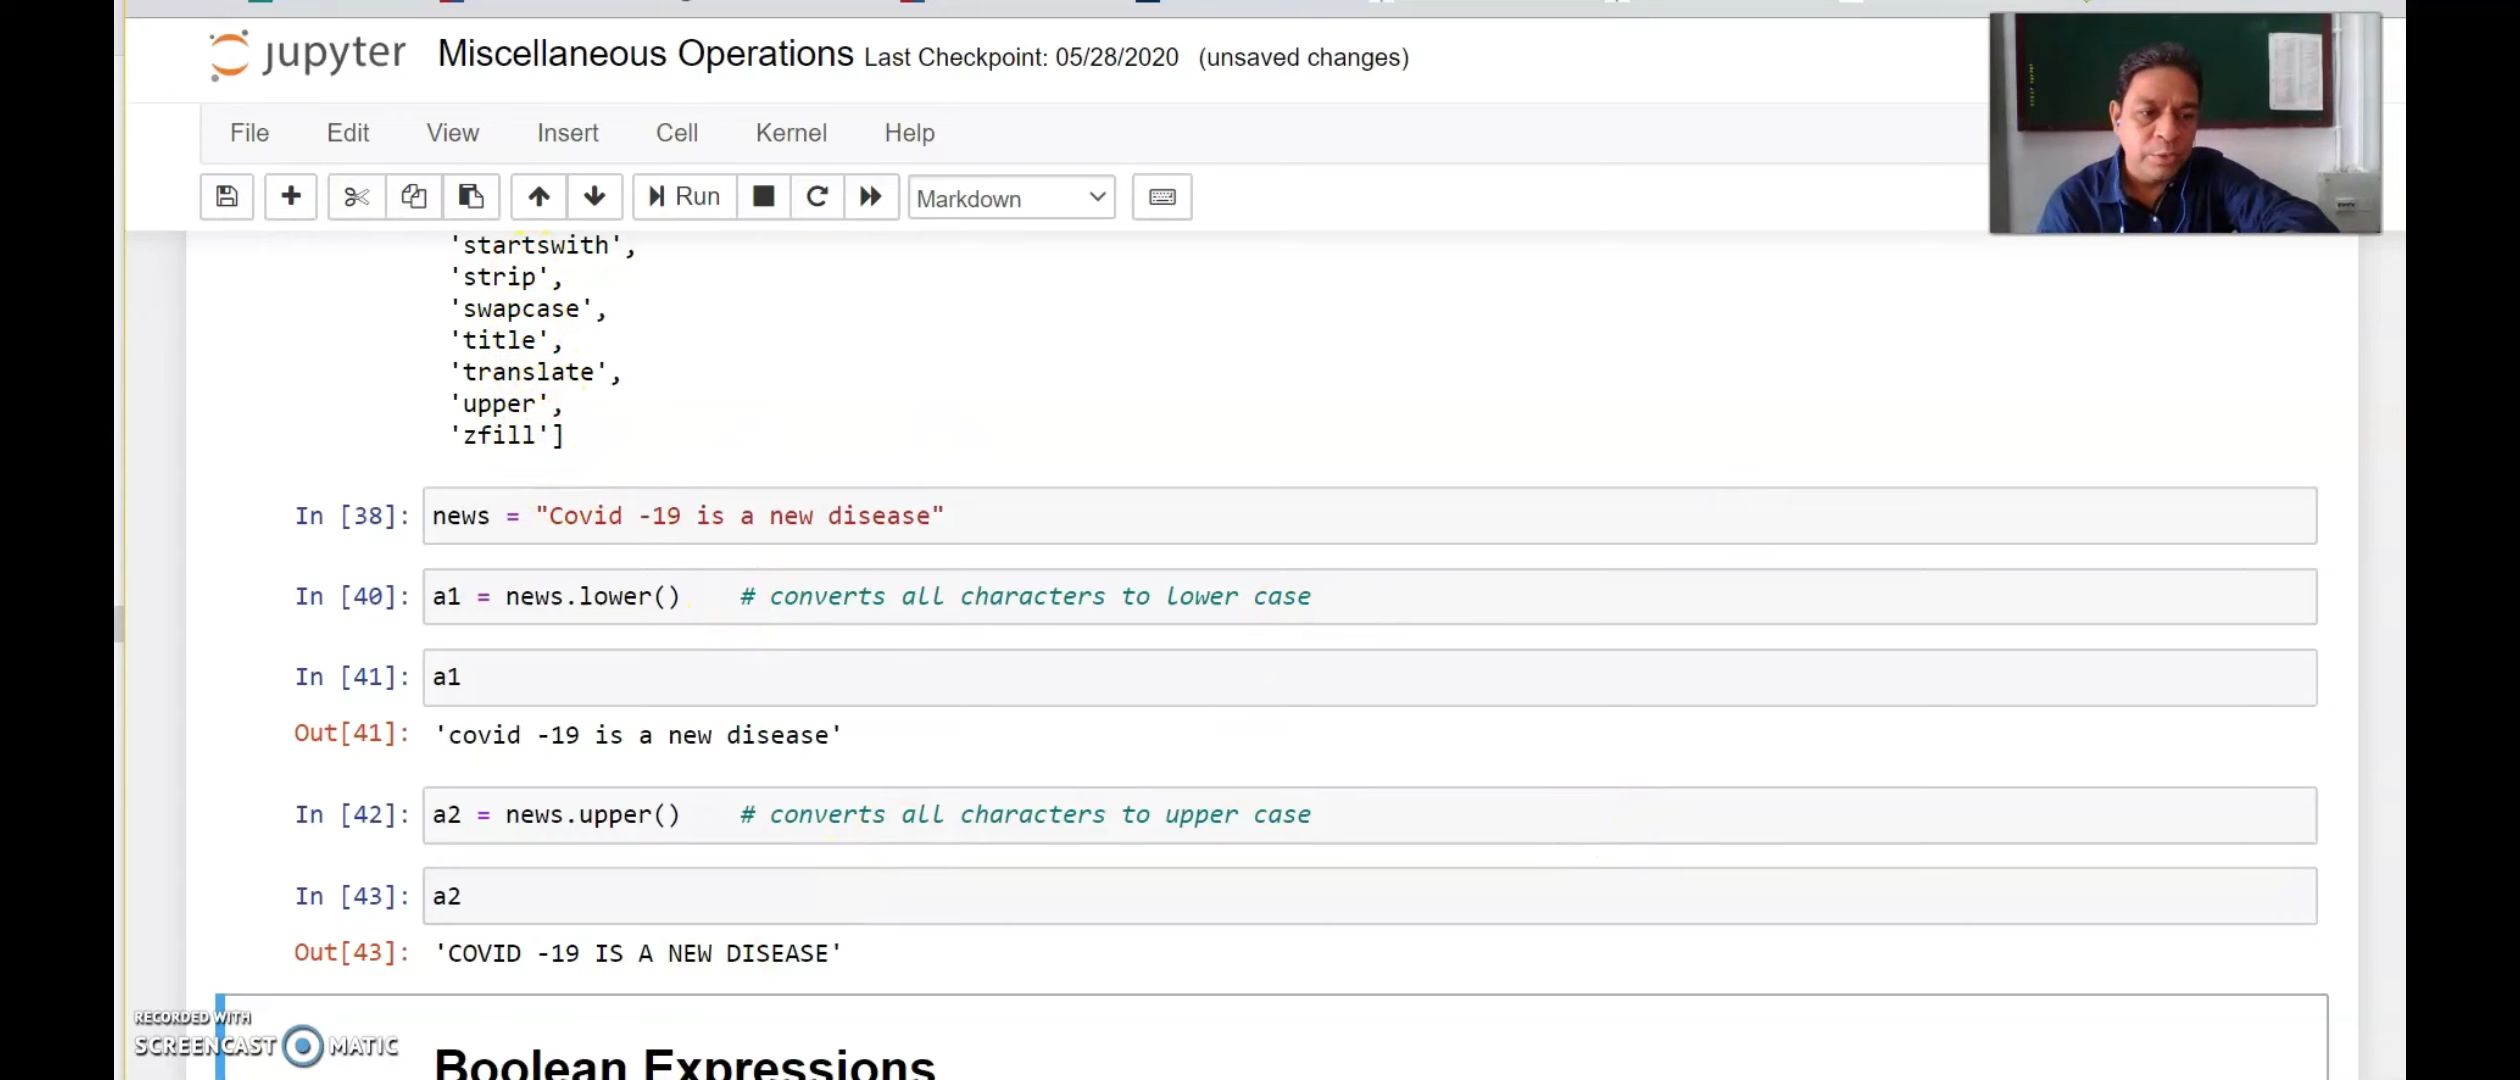 jupyter Miscellaneous Operations Last Checkpoint: 05/28/2020 (unsaved changes)
File Edit View Insert Cell Kernel Help
Run Markdown
'startswith',
'strip',
'swapcase',
'title',
'translate',
'upper',
'zfill']
In [38]: news = "Covid -19 is a new disease"
In [40]: a1 = news.lower() # converts all characters to lower case
In [41]: a1
Out[41]: 'covid -19 is a new disease'
In [42]: a2 = news.upper() # converts all characters to upper case
In [43]: a2
Out[43]: 'COVID -19 IS A NEW DISEASE'
RECORDED WITH
SCREENCAST MATIC
Boolean Expressions